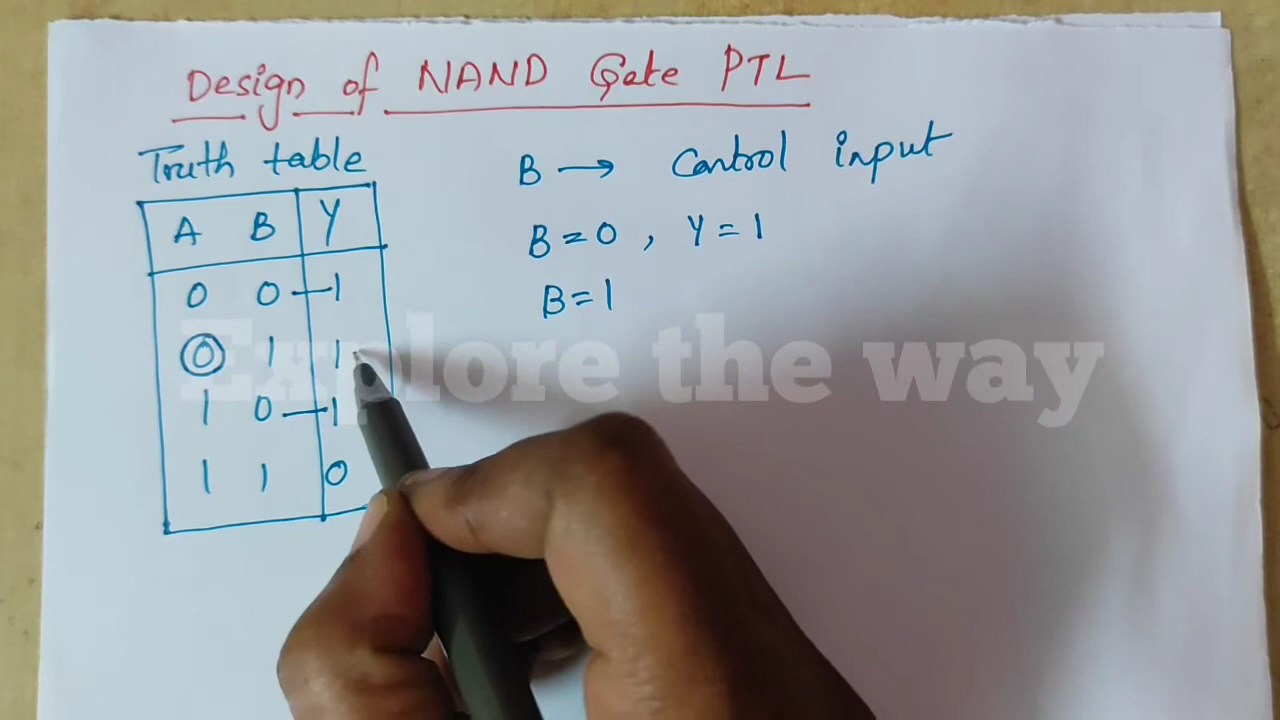 Design of NAND Gate PTL
Truth table
B → Control input
A B Y
B=0, Y=1
0 0 1
B=1
0 1 1
1 0 1
1 1 0
Explore the way